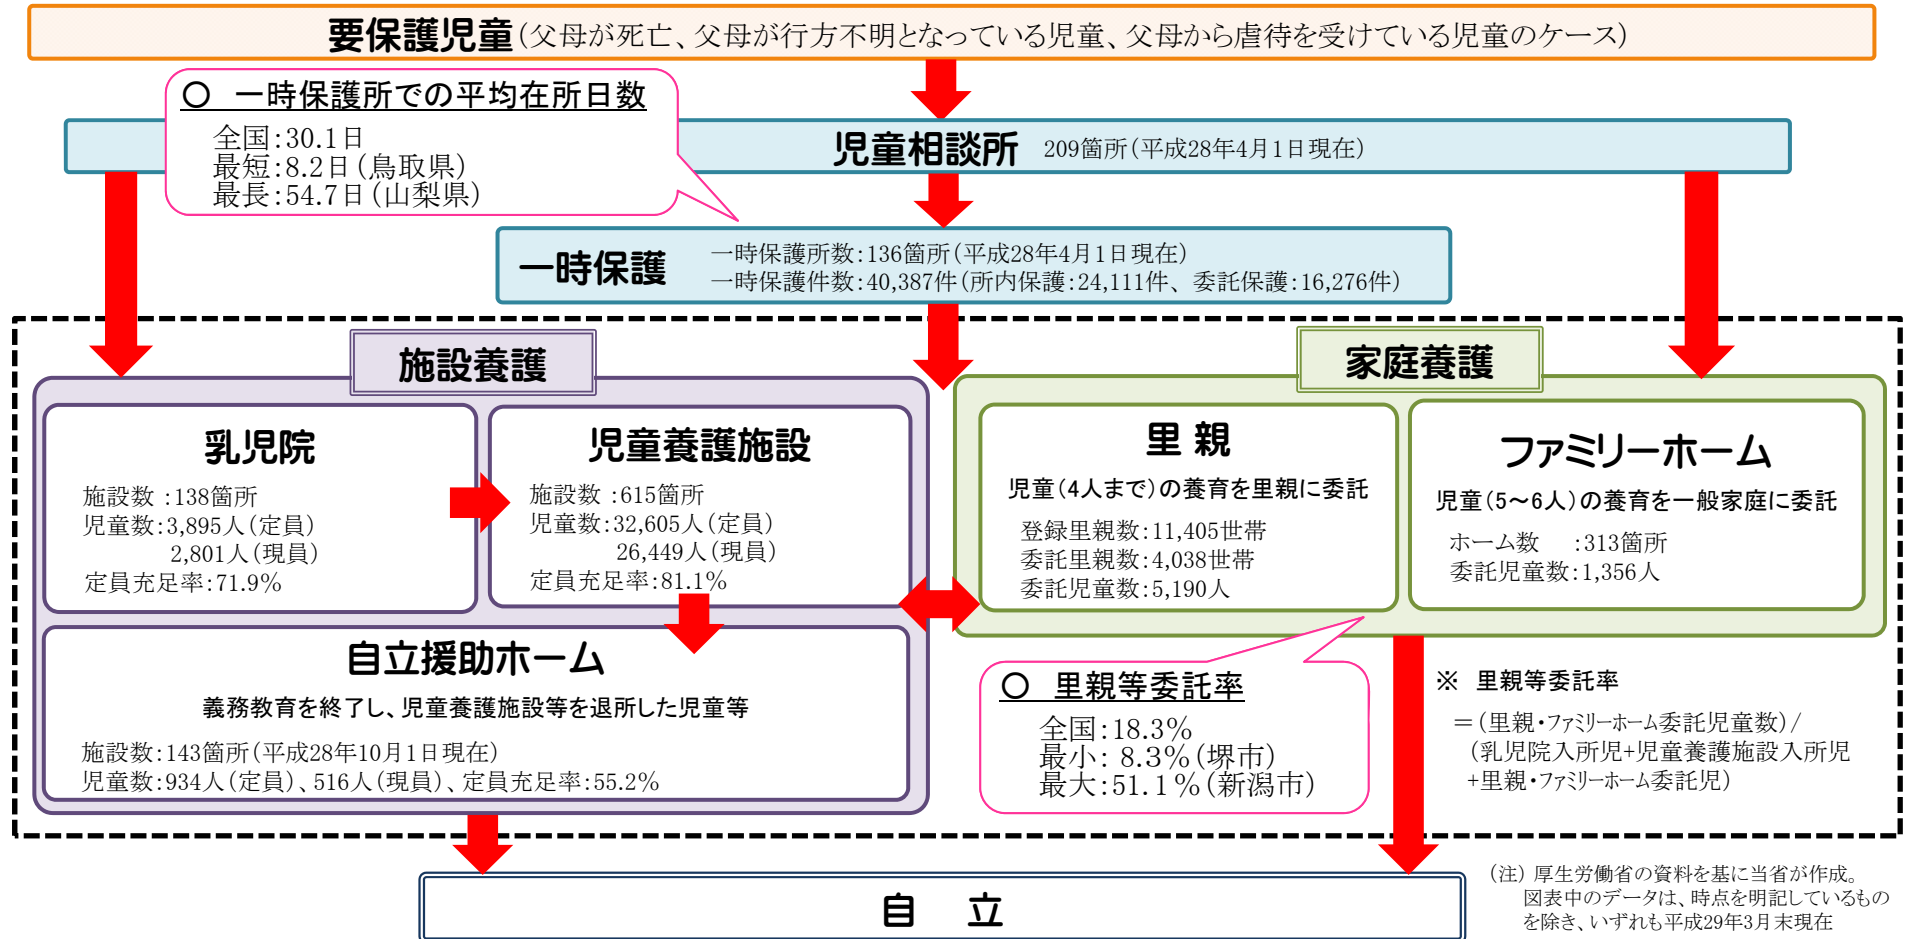 要保護児童(父母が死亡、父母が行方不明となっている児童、父母から虐待を受けている児童のケース)
○　一時保護所での平均在所日数
全国:30.1日
最短:8.2日(鳥取県)
最長:54.7日(山梨県)
児童相談所　209箇所(平成28年4月1日現在)
一時保護
一時保護所数:136箇所(平成28年4月1日現在)
一時保護件数:40,387件(所内保護:24,111件、委託保護:16,276件)
施設養護
乳児院
施設数 :138箇所
児童数:3,895人(定員)
2,801人(現員)
定員充足率:71.9%
児童養護施設
施設数 :615箇所
児童数:32,605人(定員)
26,449人(現員)
定員充足率:81.1%
自立援助ホーム
義務教育を終了し、児童養護施設等を退所した児童等
施設数:143箇所(平成28年10月1日現在)
児童数:934人(定員)、516人(現員)、定員充足率:55.2%
家庭養護
里 親
児童(4人まで)の養育を里親に委託
登録里親数:11,405世帯
委託里親数:4,038世帯
委託児童数:5,190人
ファミリーホーム
児童(5～6人)の養育を一般家庭に委託
ホーム数　:313箇所
委託児童数:1,356人
○　里親等委託率
全国:18.3%
最小: 8.3%(堺市)
最大:51.1%(新潟市)
※　里親等委託率
＝(里親・ファミリーホーム委託児童数)/
(乳児院入所児+児童養護施設入所児
+里親・ファミリーホーム委託児)
自　立
(注) 厚生労働省の資料を基に当省が作成。
図表中のデータは、時点を明記しているもの
を除き、いずれも平成29年3月末現在